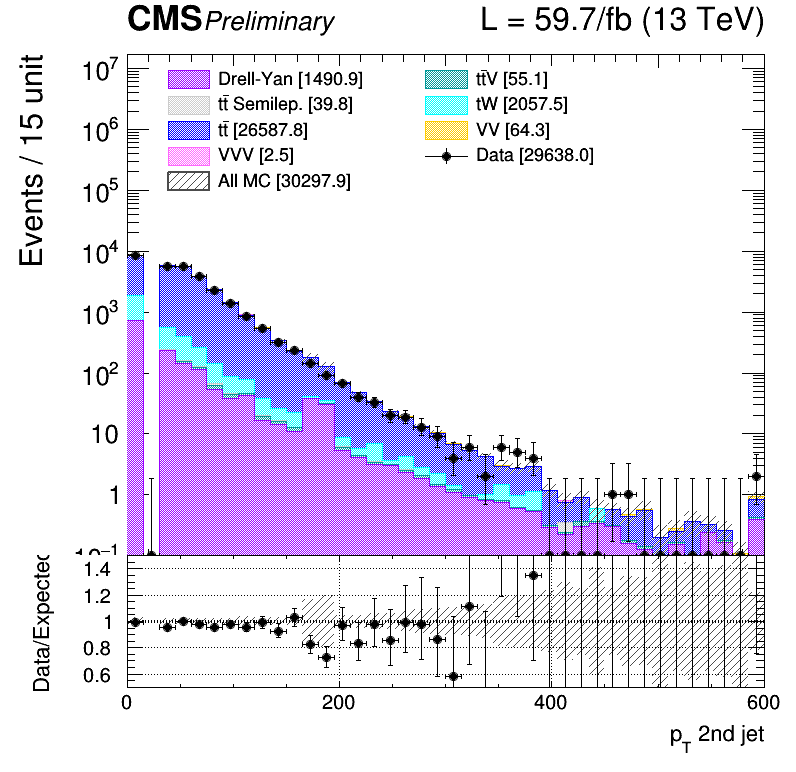 CMS Preliminary L = 59.7/fb (13 TeV)
Events / 15 unit
10⁷
10⁶
10⁵
10⁴
10³
10²
10
1
10⁻¹
Drell-Yan [1490.9]
tt̄ Semilep. [39.8]
tt̄ [26587.8]
VVV [2.5]
All MC [30297.9]
tt̄V [55.1]
tW [2057.5]
VV [64.3]
Data [29638.0]
Data/Expected
1.4
1.2
1
0.8
0.6
0 200 400 600
p_T 2nd jet